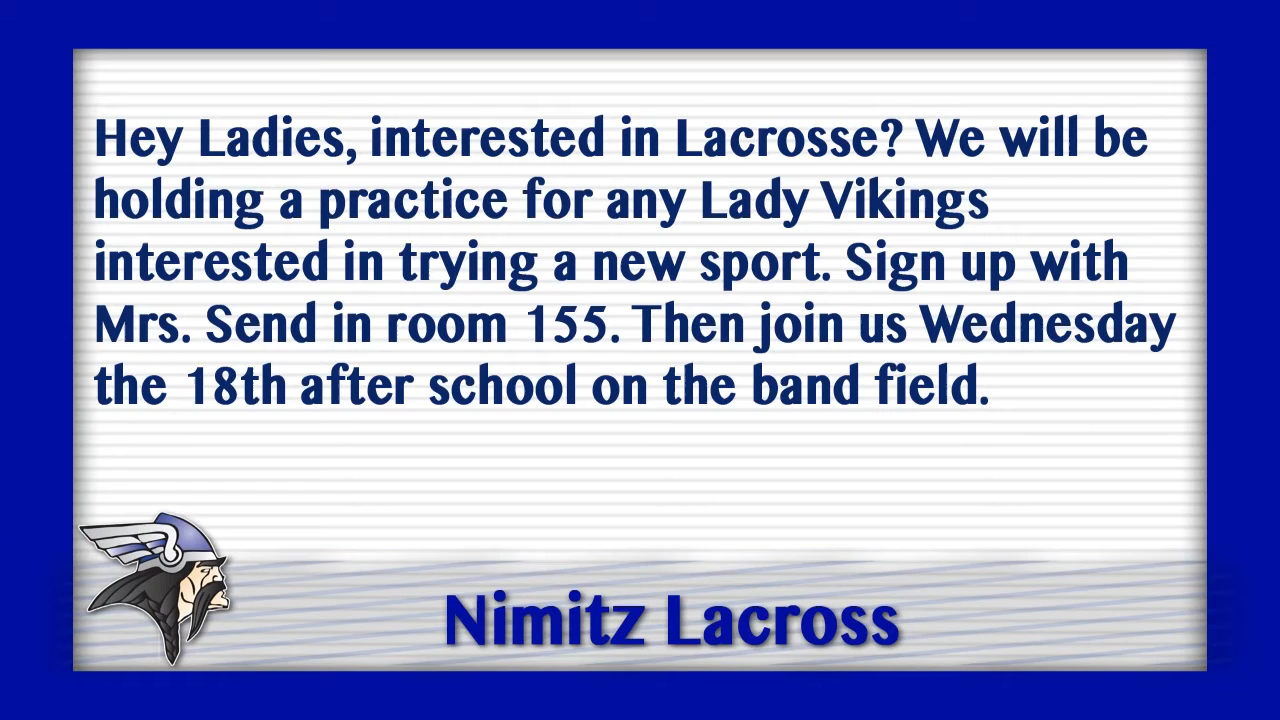 Hey Ladies, interested in Lacrosse? We will be
holding a practice for any Lady Vikings
interested in trying a new sport. Sign up with
Mrs. Send in room 155. Then join us Wednesday
the 18th after school on the band field.
Nimitz Lacross